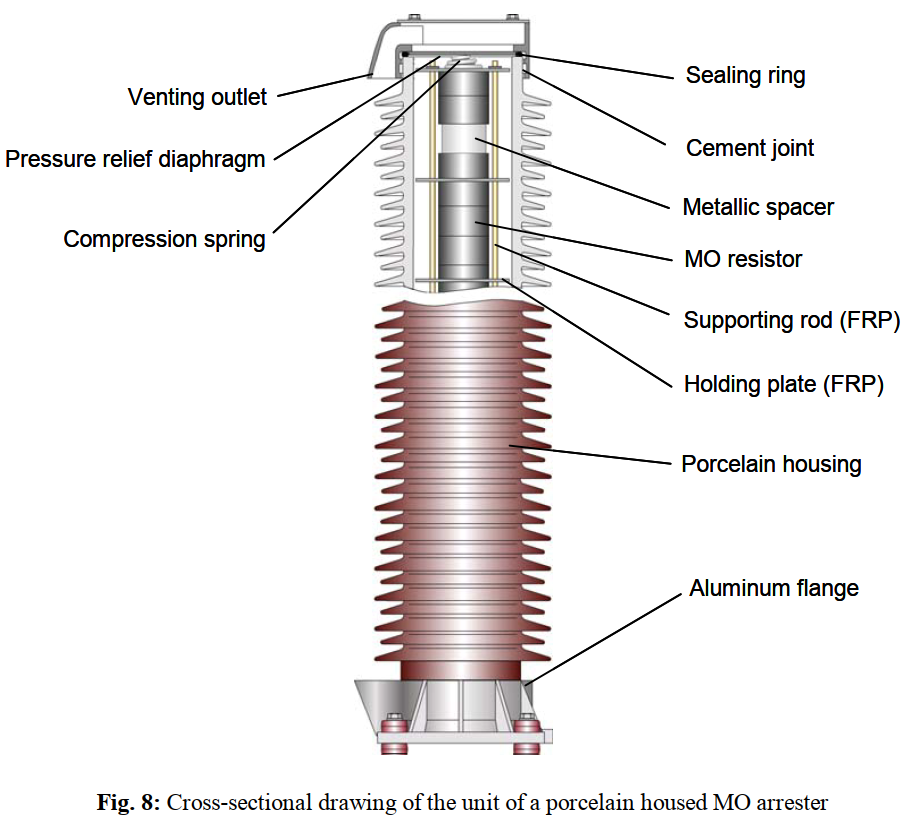 Venting outlet
Pressure relief diaphragm
Compression spring
Sealing ring
Cement joint
Metallic spacer
MO resistor
Supporting rod (FRP)
Holding plate (FRP)
Porcelain housing
Aluminum flange
Fig. 8: Cross-sectional drawing of the unit of a porcelain housed MO arrester